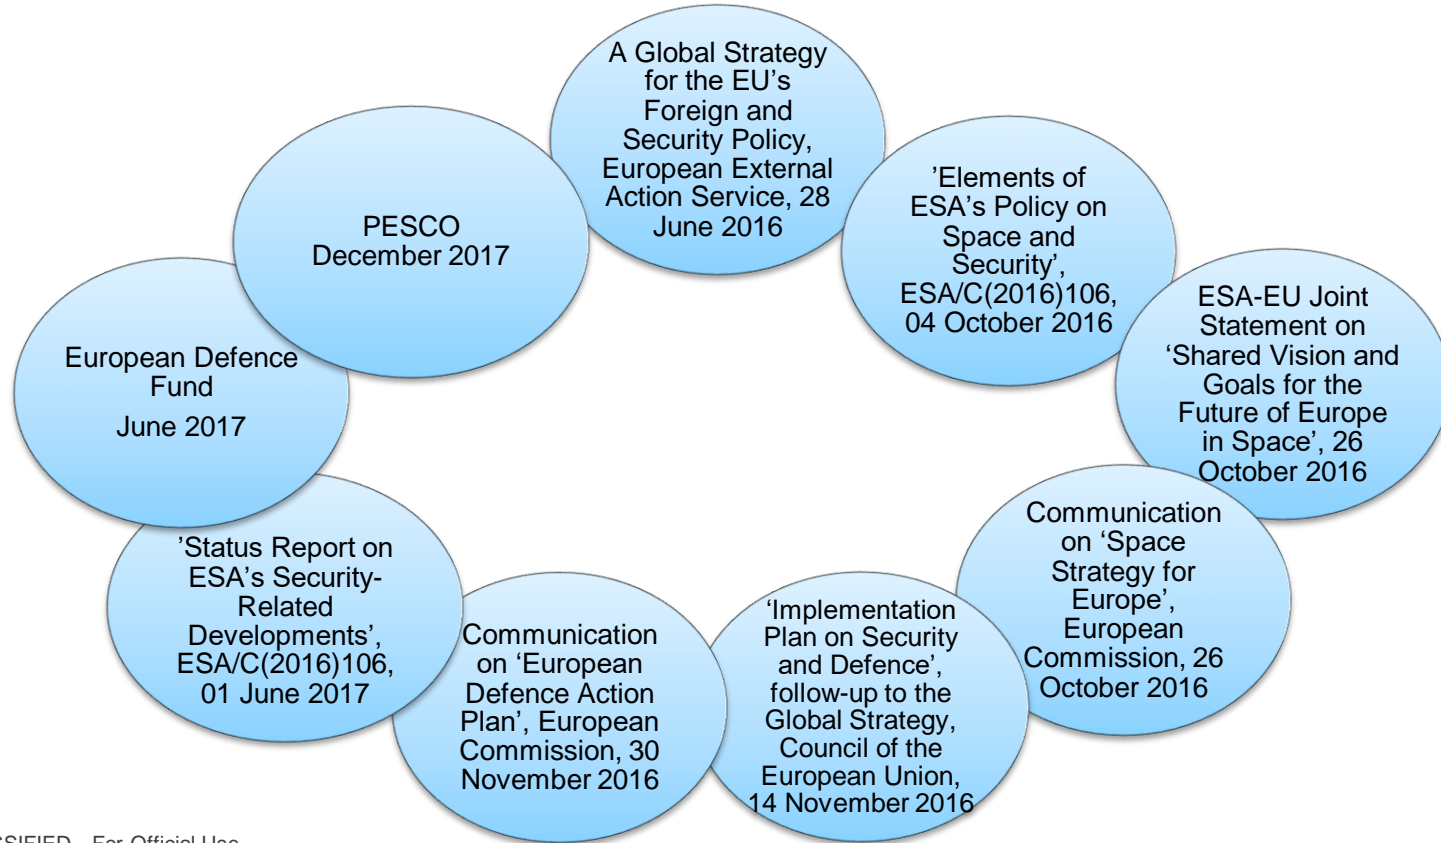 A Global Strategy
for the EU’s
Foreign and
Security Policy,
European External
Action Service, 28
June 2016
’Elements of
ESA’s Policy on
Space and
Security’,
ESA/C(2016)106,
04 October 2016
ESA-EU Joint
Statement on
‘Shared Vision and
Goals for the
Future of Europe
in Space’, 26
October 2016
Communication
on ‘Space
Strategy for
Europe’,
European
Commission, 26
October 2016
‘Implementation
Plan on Security
and Defence’,
follow-up to the
Global Strategy,
Council of the
European Union,
14 November 2016
Communication
on ‘European
Defence Action
Plan’, European
Commission, 30
November 2016
’Status Report on
ESA’s Security-
Related
Developments’,
ESA/C(2016)106,
01 June 2017
European Defence
Fund
June 2017
PESCO
December 2017
For Official Use